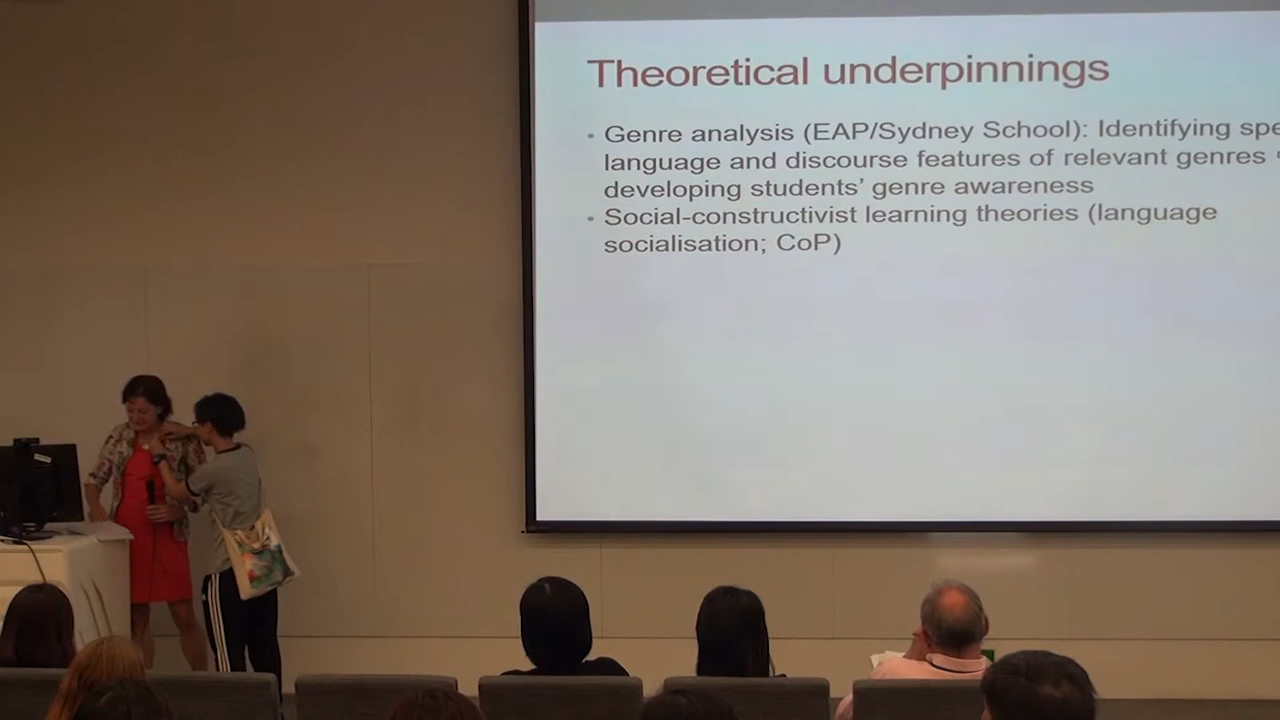 Theoretical underpinnings
• Genre analysis (EAP/Sydney School): Identifying
language and discourse features of relevant genres
developing students' genre awareness
• Social-constructivist learning theories (language
socialisation; CoP)